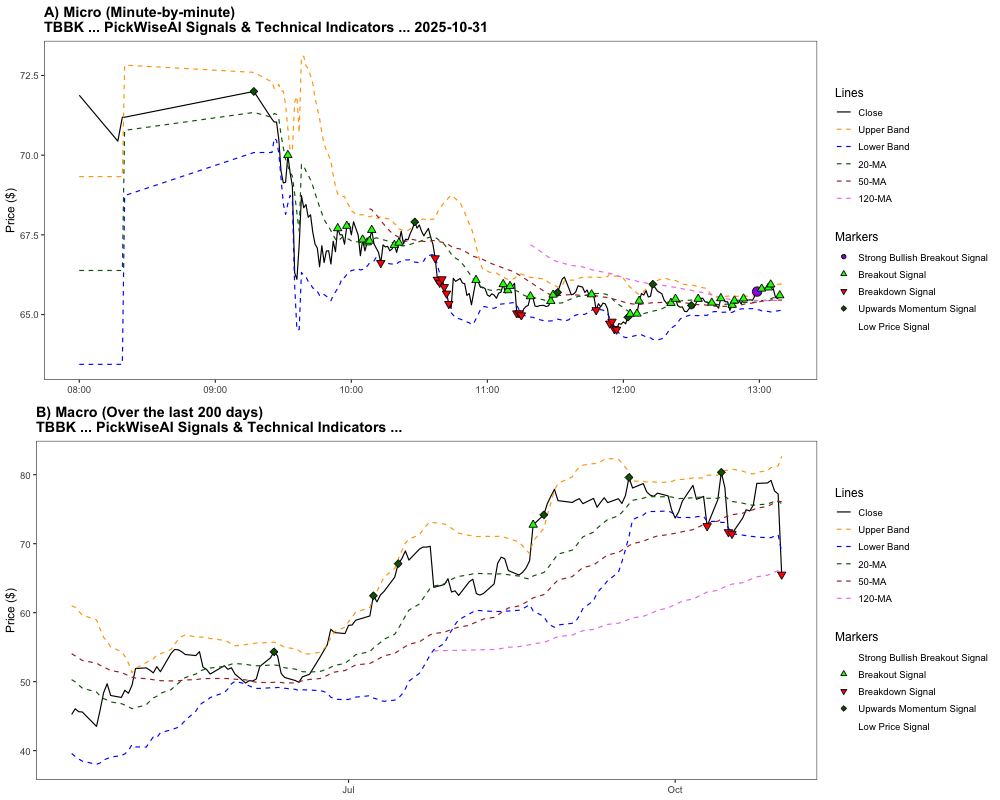 A) Micro (Minute-by-minute)
TBBK ... PickWiseAI Signals & Technical Indicators ... 2025-10-31
Price ($)
72.5
70.0
67.5
65.0
08:00
09:00
10:00
11:00
12:00
13:00
Lines
Close
Upper Band
Lower Band
20-MA
50-MA
120-MA
Markers
Strong Bullish Breakout Signal
Breakout Signal
Breakdown Signal
Upwards Momentum Signal
Low Price Signal
B) Macro (Over the last 200 days)
TBBK ... PickWiseAI Signals & Technical Indicators ...
Price ($)
80
70
60
50
40
Jul
Oct
Lines
Close
Upper Band
Lower Band
20-MA
50-MA
120-MA
Markers
Strong Bullish Breakout Signal
Breakout Signal
Breakdown Signal
Upwards Momentum Signal
Low Price Signal